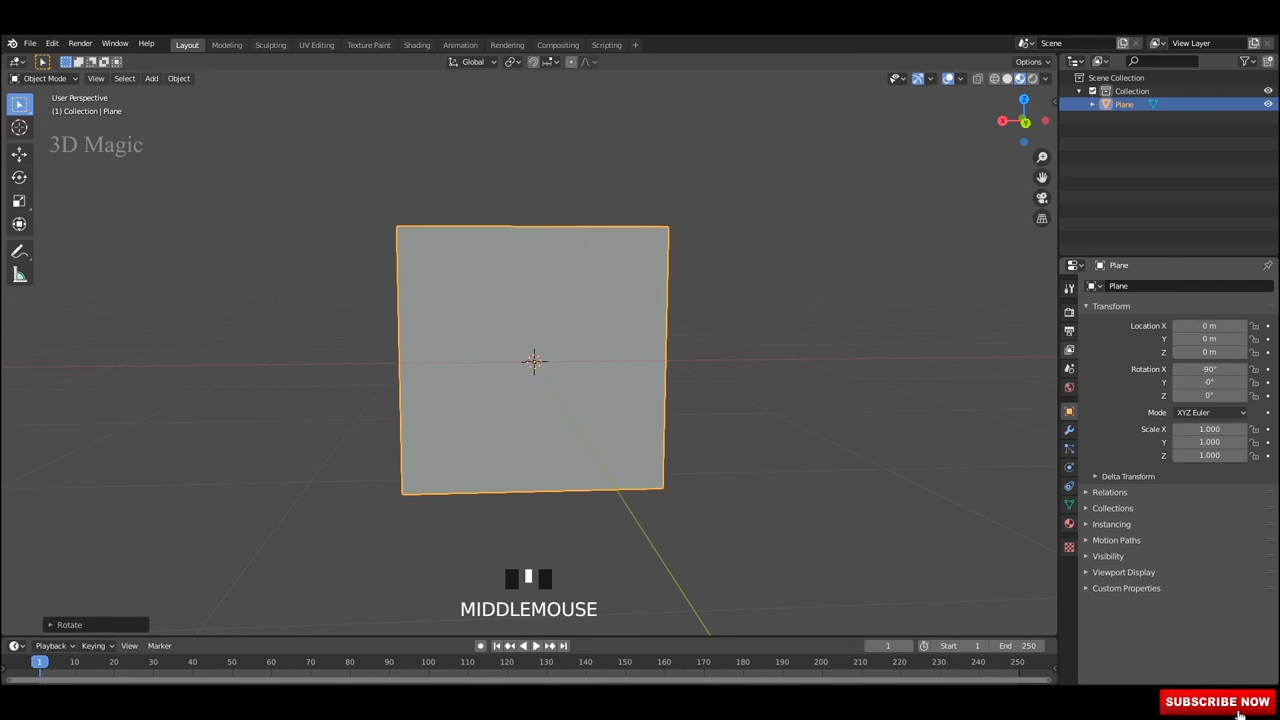 File Edit Render Window Help Layout Modeling Sculpting UV Editing Texture Paint Shading Animation Rendering Compositing Scripting + Scene View Layer
Global Options
Object Mode View Select Add Object
Scene Collection
Collection
Plane
User Perspective
(1) Collection | Plane
3D Magic
X Y Z
Plane
Plane
Transform
Location X 0 m
Y 0 m
Z 0 m
Rotation X -90°
Y -0°
Z 0°
Mode XYZ Euler
Scale X 1.000
Y 1.000
Z 1.000
Delta Transform
Relations
Collections
Instancing
Motion Paths
Visibility
Viewport Display
Custom Properties
MIDDLEMOUSE
Rotate
Playback Keying View Marker 1 Start 1 End 250
1 10 20 30 40 50 60 70 80 90 100 110 120 130 140 150 160 170 180 190 200 210 220 230 240 250
SUBSCRIBE NOW